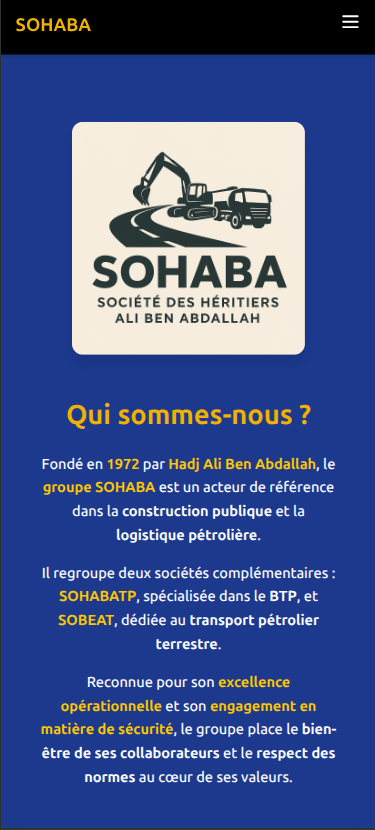 SOHABA
SOHABA
SOCIÉTÉ DES HÉRITIERS
ALI BEN ABDALLAH
Qui sommes-nous ?
Fondé en 1972 par Hadj Ali Ben Abdallah, le
groupe SOHABA est un acteur de référence
dans la construction publique et la
logistique pétrolière.
Il regroupe deux sociétés complémentaires :
SOHABATP, spécialisée dans le BTP, et
SOBEAT, dédiée au transport pétrolier
terrestre.
Reconnue pour son excellence
opérationnelle et son engagement en
matière de sécurité, le groupe place le bien-
être de ses collaborateurs et le respect des
normes au cœur de ses valeurs.